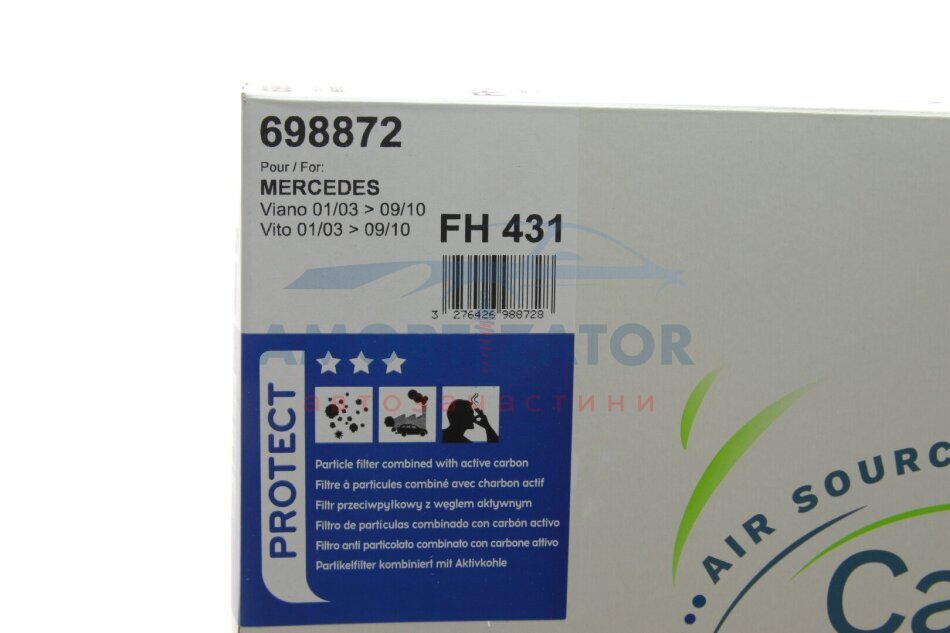 698872
Pour / For:
MERCEDES
Viano 01/03 > 09/10
Vito 01/03 > 09/10
FH 431
3 276426 988728
AMORTIZATOR
автозапчастини
PROTECT
Particle filter combined with active carbon
Filtre à particules combiné avec charbon actif
Filtr przeciwpyłkowy z węglem aktywnym
Filtro de partículas combinado con carbón activo
Filtro anti particolato combinato con carbone attivo
Partikelfilter kombiniert mit Aktivkohle
AIR SOURC
Ca